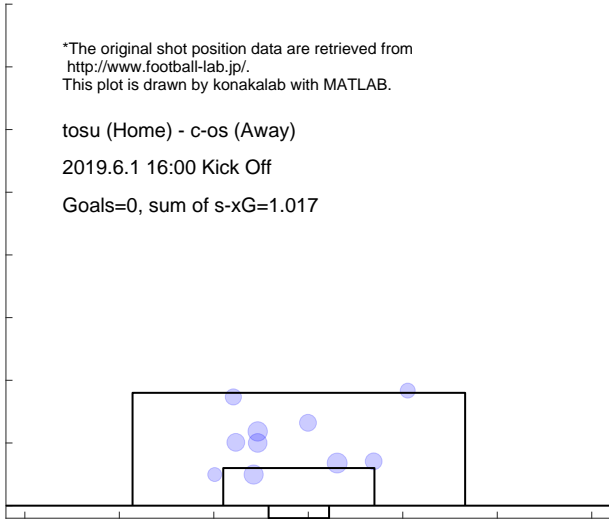 *The original shot position data are retrieved from
http://www.football-lab.jp/.
This plot is drawn by konakalab with MATLAB.
tosu (Home) - c-os (Away)
2019.6.1 16:00 Kick Off
Goals=0, sum of s-xG=1.017